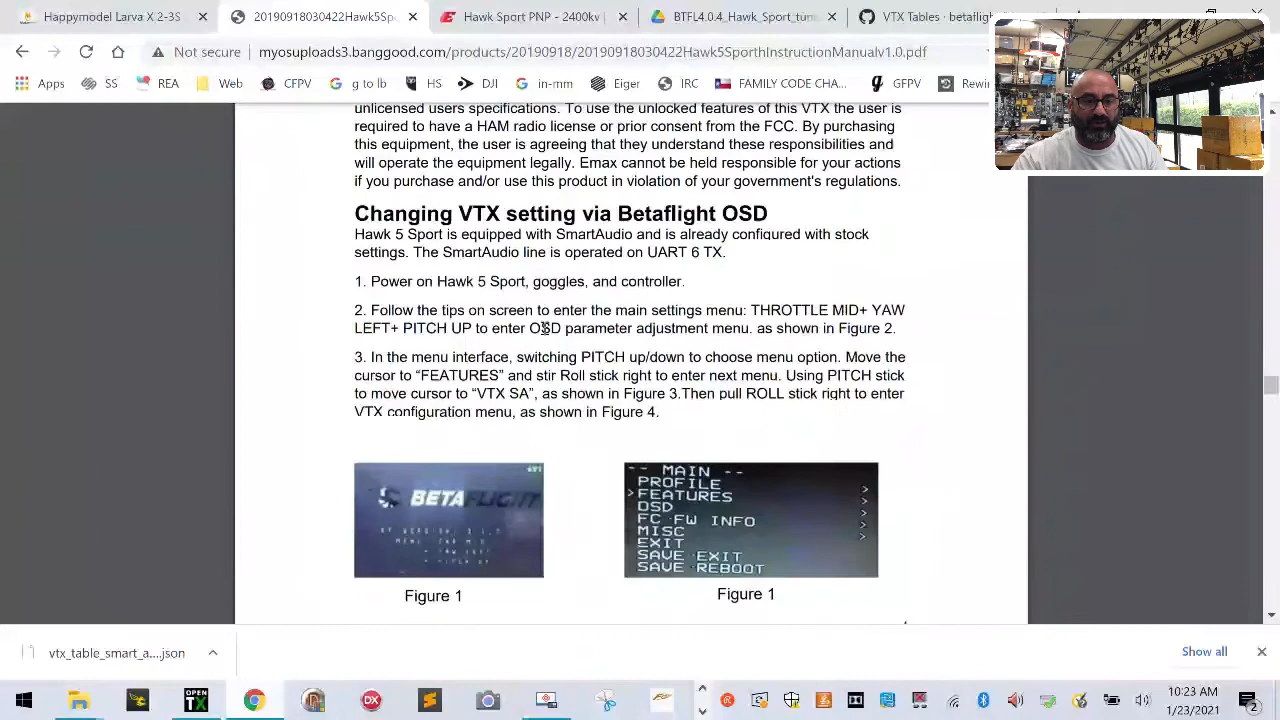 Happymodel Larva X 2-3S
20190918030422Hawk5Sp
Hawk Sport PNP - 2400kv
BTFL4.0_Hawk_Sport_
Tables · betaflig
Not secure
myosuploads3.banggood.com/products/20190918/20190918030422Hawk5SporthInstructionManualv1.0.pdf
Apps
SS
REA
Web
HS
DJI
Garmin
IRC
FAMILY CODE CHA...
GFPV
Rewin
unlicensed users specifications. To use the unlocked features of this VTX the user is
required to have a HAM radio license or prior consent from the FCC. By purchasing
this equipment, the user is agreeing that they understand these responsibilities and
will operate the equipment legally. Emax cannot be held responsible for your actions
if you purchase and/or use this product in violation of your government's regulations.
Changing VTX setting via Betaflight OSD
Hawk 5 Sport is equipped with SmartAudio and is already configured with stock
settings. The SmartAudio line is operated on UART 6 TX.
1. Power on Hawk 5 Sport, goggles, and controller.
2. Follow the tips on screen to enter the main settings menu: THROTTLE MID+ YAW
LEFT+ PITCH UP to enter OSD parameter adjustment menu. as shown in Figure 2.
3. In the menu interface, switching PITCH up/down to choose menu option. Move the
cursor to “FEATURES” and stir Roll stick right to enter next menu. Using PITCH stick
to move cursor to “VTX SA”, as shown in Figure 3.Then pull ROLL stick right to enter
VTX configuration menu, as shown in Figure 4.
BETAFLIGHT
-- MAIN --
PROFILE >
>FEATURES >
OSD >
FC FW INFO >
MISC >
EXIT
SAVE EXIT
SAVE REBOOT
Figure 1
Figure 1
vtx_table_smart_a....json
Show all
OPEN
TX
10:23 AM
1/23/2021
2